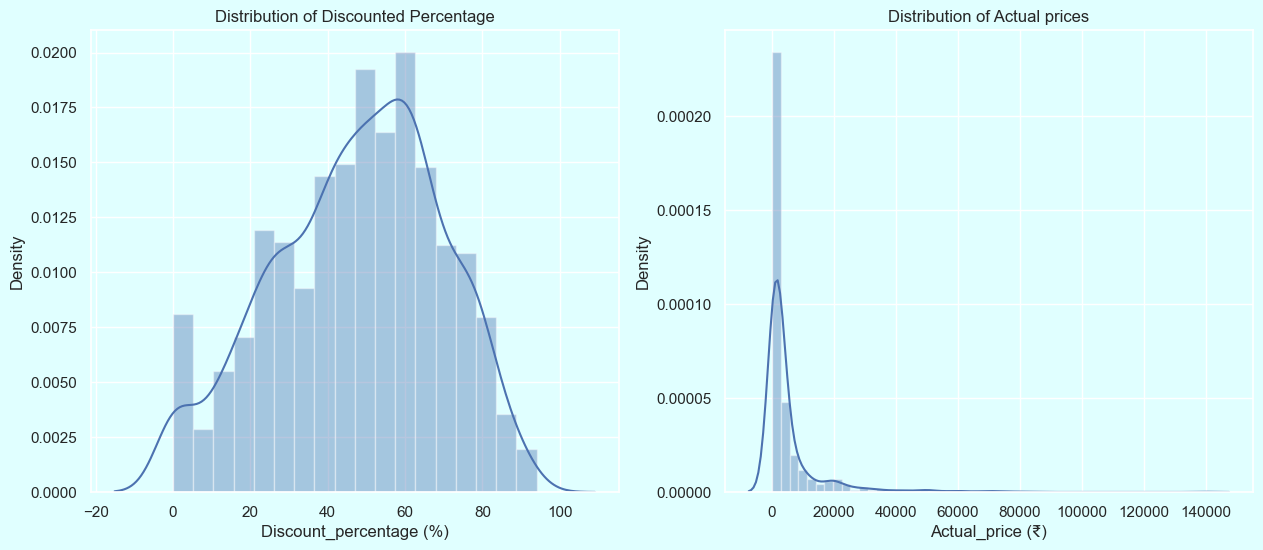 Distribution of Discounted Percentage
0.0200
0.0175
0.0150
0.0125
0.0100
0.0075
0.0050
0.0025
0.0000
Density
−20 0 20 40 60 80 100
Discount_percentage (%)
Distribution of Actual prices
0.00020
0.00015
0.00010
0.00005
0.00000
Density
0 20000 40000 60000 80000 100000 120000 140000
Actual_price (₹)